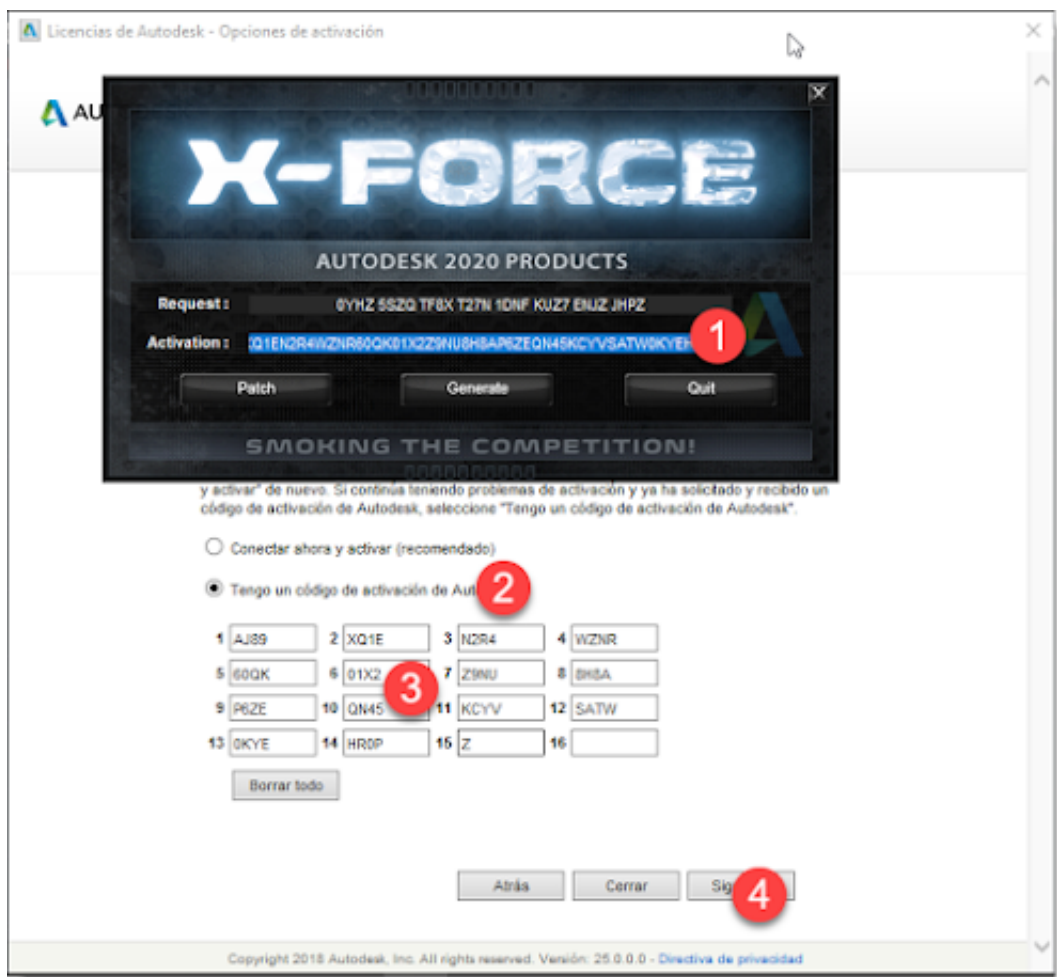 Licencias de Autodesk - Opciones de activación
AU
X-FORCE
AUTODESK 2020 PRODUCTS
Request : 0YHZ 5SZQ TF8X T27N 1DNF KUZ7 ENJZ JHPZ
Activation :
1
Patch Generate Quit
SMOKING THE COMPETITION!
y activar" de nuevo. Si continúa teniendo problemas de activación y ya ha solicitado y recibido un
código de activación de Autodesk, seleccione "Tengo un código de activación de Autodesk".
Conectar ahora y activar (recomendado)
Tengo un código de activación de Aut
2
1 AJ89 2 XQ1E 3 N2R4 4 WZNR
5 60QK 6 01X2 7 Z9NU 8 8H8A
3
9 P6ZE 10 QN45 11 KCYV 12 SATW
13 0KYE 14 HR0P 15 Z 16
Borrar todo
Atrás Cerrar Sig
4
Copyright 2018 Autodesk, Inc. All rights reserved. Versión: 25.0.0.0 - Directiva de privacidad